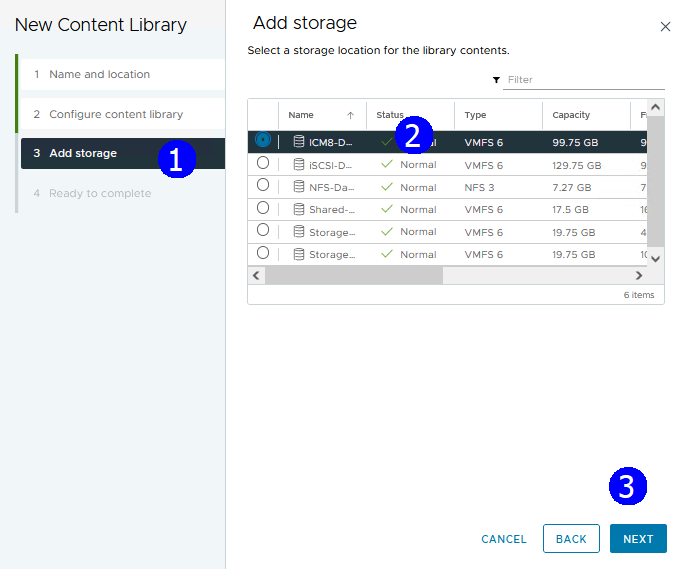 New Content Library
1 Name and location
2 Configure content library
3 Add storage
1
4 Ready to complete
Add storage
Select a storage location for the library contents.
Filter
Name Status Type Capacity
2
ICM8-D... VMFS 6 99.75 GB 9
iSCSI-D... Normal VMFS 6 129.75 GB 9
NFS-Da... Normal NFS 3 7.27 GB 7
Shared-... Normal VMFS 6 17.5 GB 16
Storage... Normal VMFS 6 19.75 GB 4
Storage... Normal VMFS 6 19.75 GB 10
6 items
3
CANCEL BACK NEXT